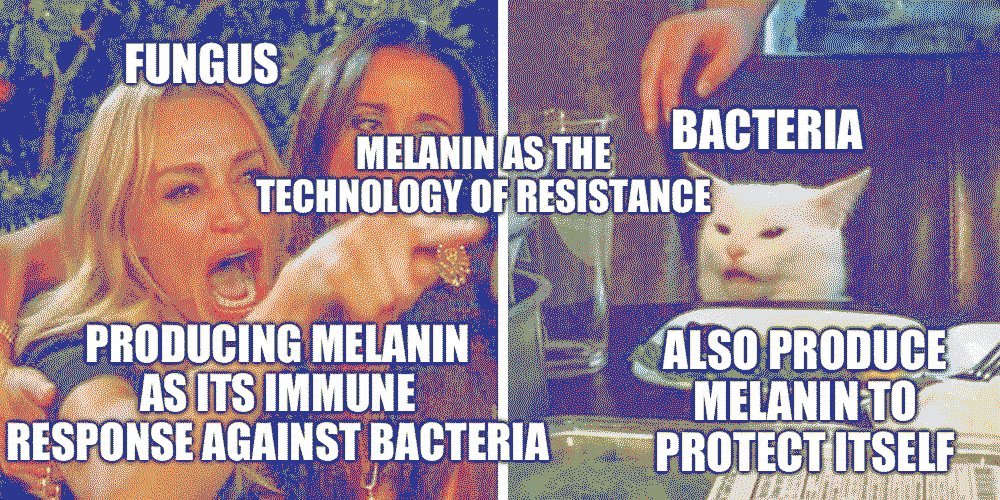 FUNGUS
MELANIN AS THE
TECHNOLOGY OF RESISTANCE
PRODUCING MELANIN
AS ITS IMMUNE
RESPONSE AGAINST BACTERIA
BACTERIA
ALSO PRODUCE
MELANIN TO
PROTECT ITSELF